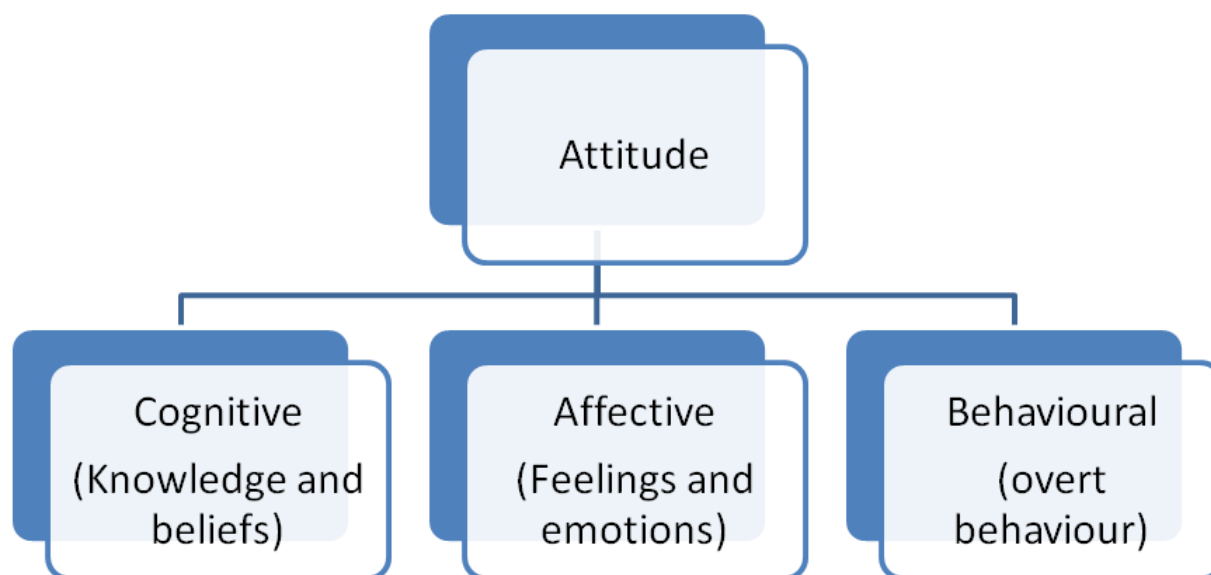 Attitude
Cognitive
(Knowledge and
beliefs)
Affective
(Feelings and
emotions)
Behavioural
(overt
behaviour)